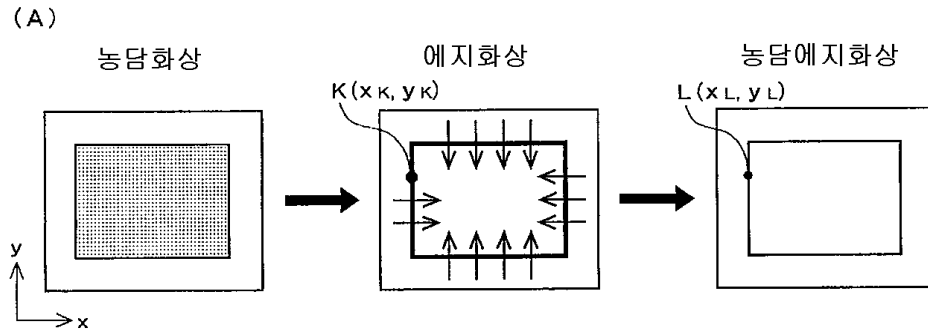 (A)
농담화상
에지화상
농담에지화상
K(xK, yK)
L(xL, yL)
y
x